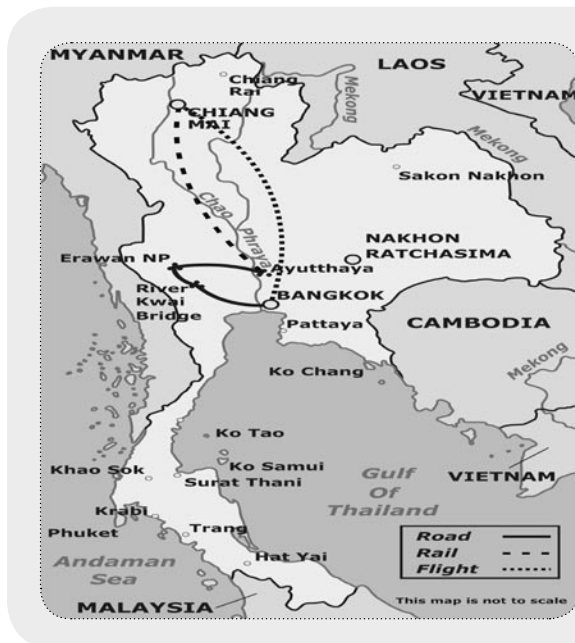 MYANMAR
LAOS
Chiang
Rai
Mekong
VIETNAM
CHIANG
MAI
Mekong
Sakon Nakhon
Chao
Phraya
NAKHON
RATCHASIMA
Erawan NP
Ayutthaya
River
Kwai
Bridge
BANGKOK
Pattaya
CAMBODIA
Ko Chang
Mekong
Ko Tao
Khao Sok
Ko Samui
Surat Thani
VIETNAM
Gulf
Of
Thailand
Krabi
Phuket
Trang
Road
Rail
Flight
Andaman
Sea
Hat Yai
MALAYSIA
This map is not to scale